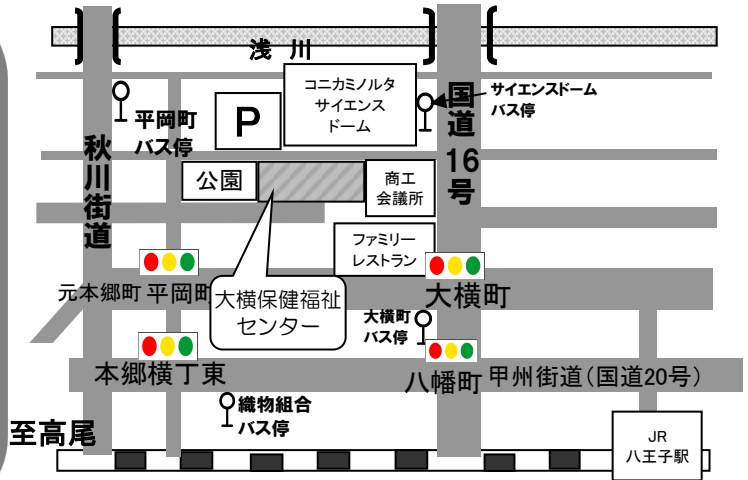 浅 川
コニカミノルタ
サイエンス
ドーム
サイエンスドーム
バス停
平岡町
バス停
P
国道16号
秋川街道
公園
商工
会議所
ファミリー
レストラン
元本郷町
平岡町
大横保健福祉
センター
大横町
大横町
バス停
本郷横丁東
八幡町
甲州街道(国道20号)
織物組合
バス停
至高尾
JR
八王子駅